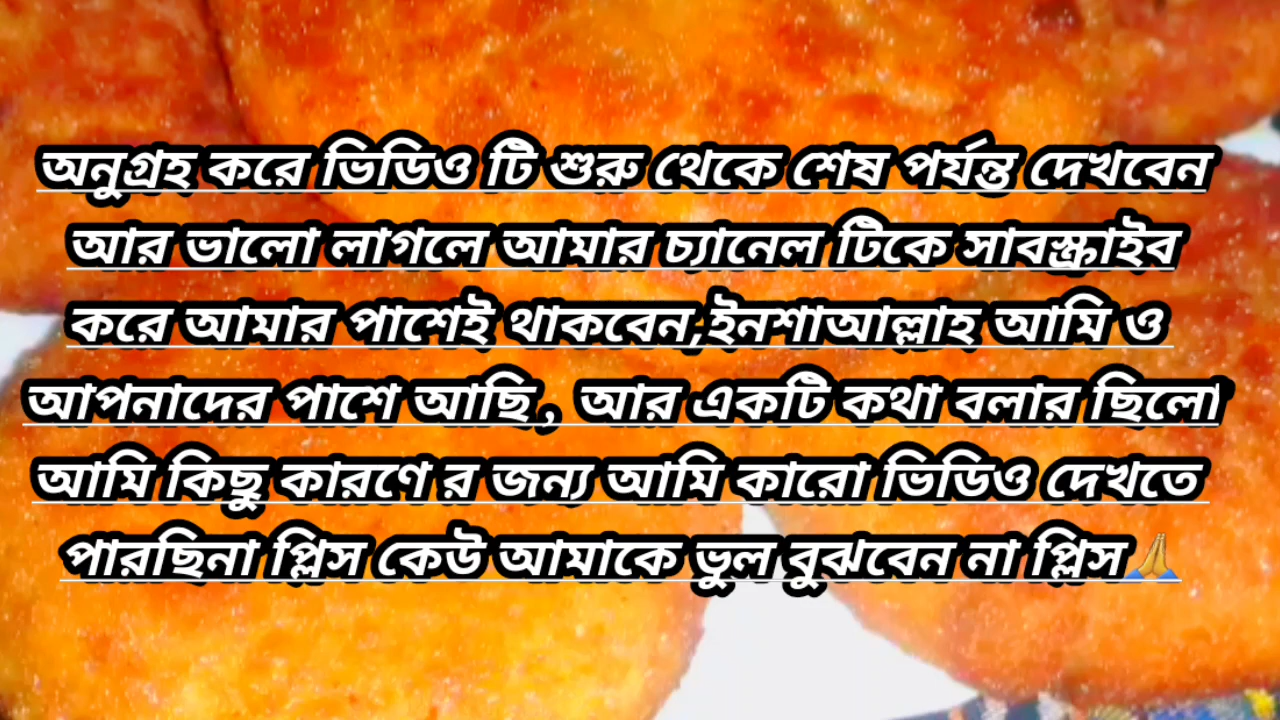 অনুগ্রহ করে ভিডিও টি শুরু থেকে শেষ পর্যন্ত দেখবেন
আর ভালো লাগলে আমার চ্যানেল টিকে সাবস্ক্রাইব
করে আমার পাশেই থাকবেন,ইনশাআল্লাহ আমি ও
আপনাদের পাশে আছি, আর একটি কথা বলার ছিলো
আমি কিছু কারণে র জন্য আমি কারো ভিডিও দেখতে
পারছিনা প্লিস কেউ আমাকে ভুল বুঝবেন না প্লিস🙏